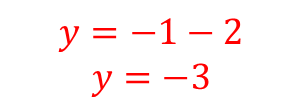 y = −1 − 2
y = −3